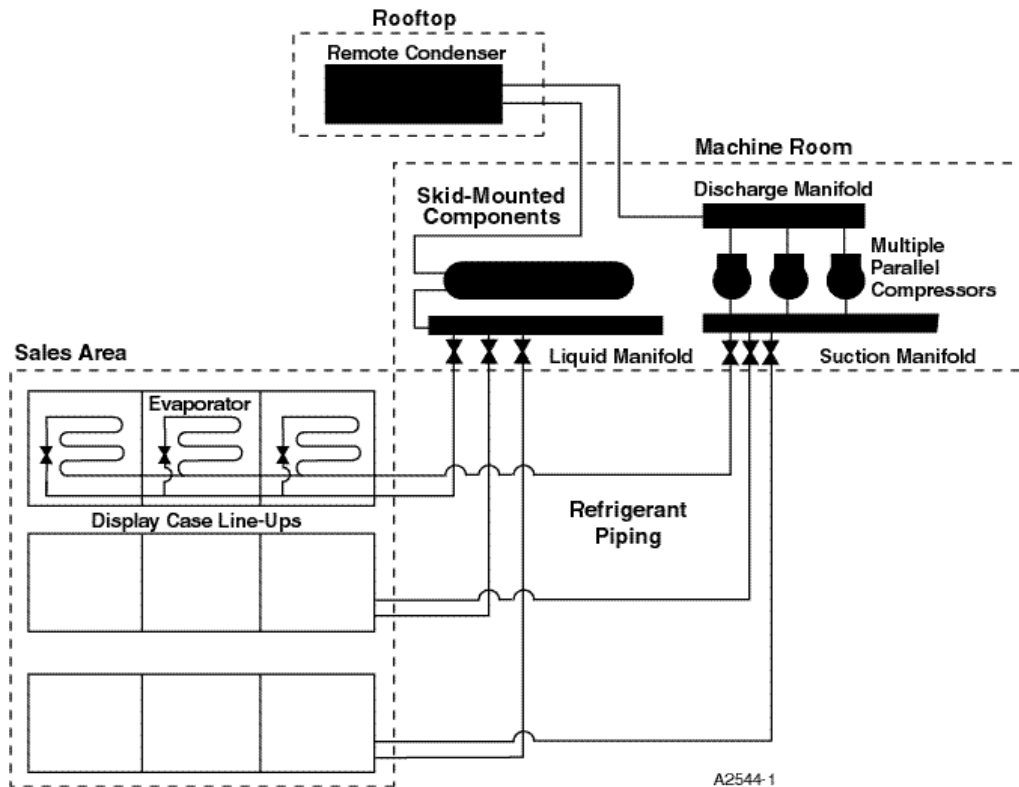 Rooftop
Remote Condenser
Machine Room
Skid-Mounted
Components
Discharge Manifold
Multiple
Parallel
Compressors
Sales Area
Liquid Manifold
Suction Manifold
Evaporator
Display Case Line-Ups
Refrigerant
Piping
A2544-1